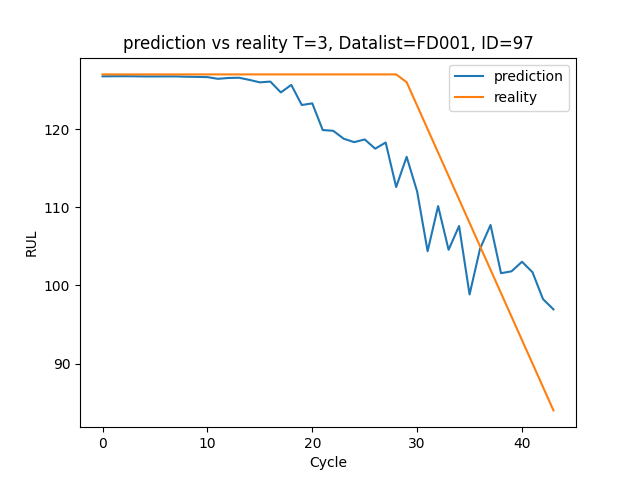 prediction vs reality T=3, Datalist=FD001, ID=97
prediction
reality
RUL
120
110
100
90
0 10 20 30 40
Cycle